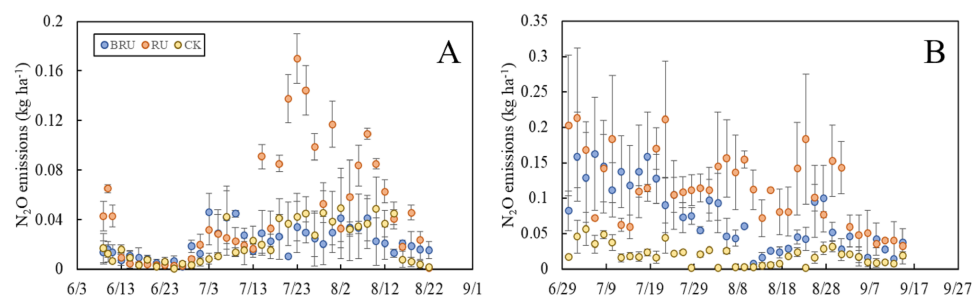 A
N₂O emissions (kg ha⁻¹)
0.2
0.16
0.12
0.08
0.04
0
BRU RU CK
6/3 6/13 6/23 7/3 7/13 7/23 8/2 8/12 8/22 9/1
B
N₂O emissions (kg ha⁻¹)
0.35
0.3
0.25
0.2
0.15
0.1
0.05
0
6/29 7/9 7/19 7/29 8/8 8/18 8/28 9/7 9/17 9/27